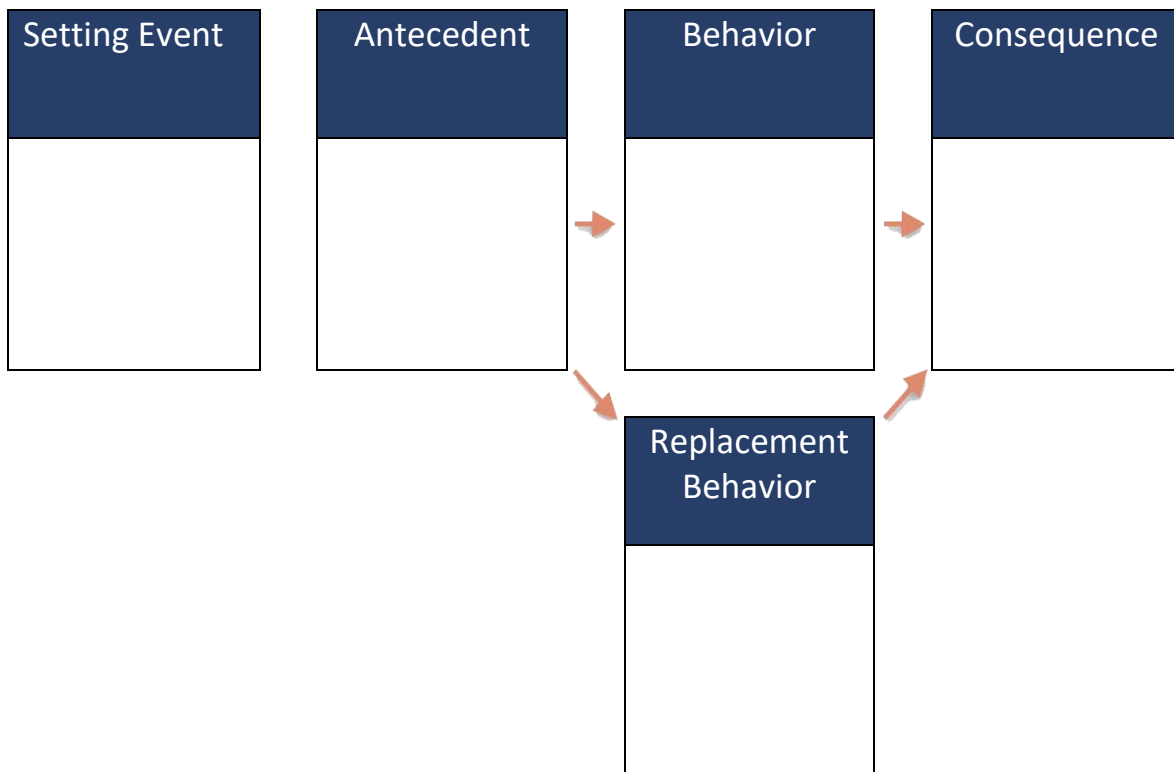 Setting Event
Antecedent
Behavior
Consequence
Replacement
Behavior